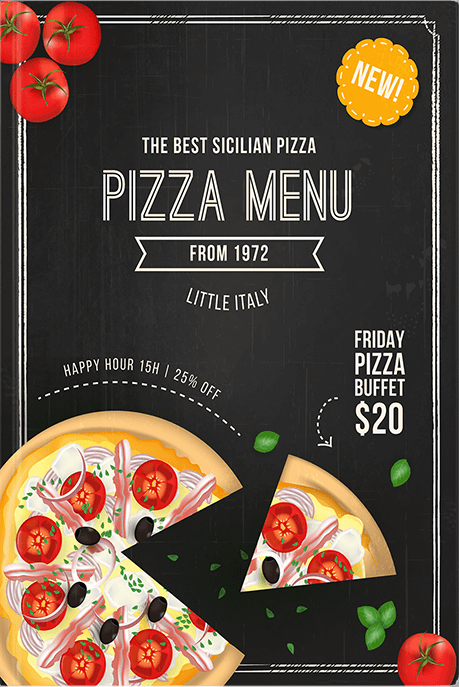 NEW!
THE BEST SICILIAN PIZZA
PIZZA MENU
FROM 1972
LITTLE ITALY
FRIDAY
PIZZA
BUFFET
$20
HAPPY HOUR 15H | 25% OFF